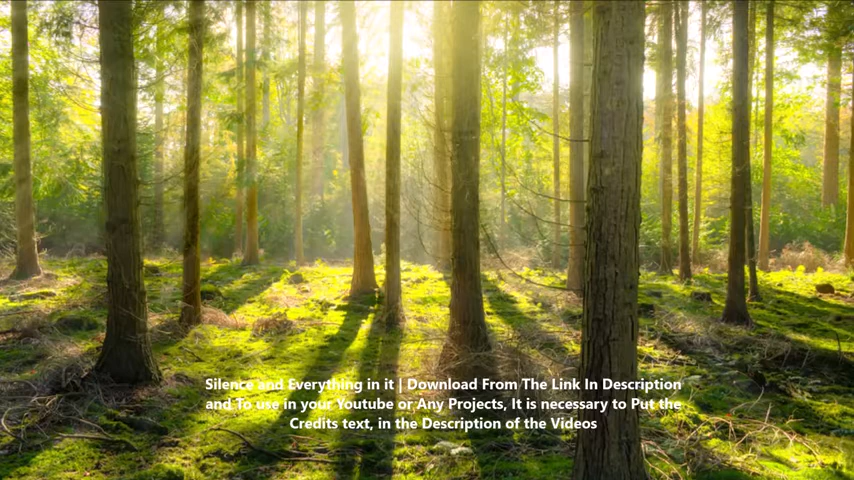 Silence and Everything in it | Download From The Link In Description
and To use in your Youtube or Any Projects, It is necessary to Put the
Credits text, in the Description of the Videos